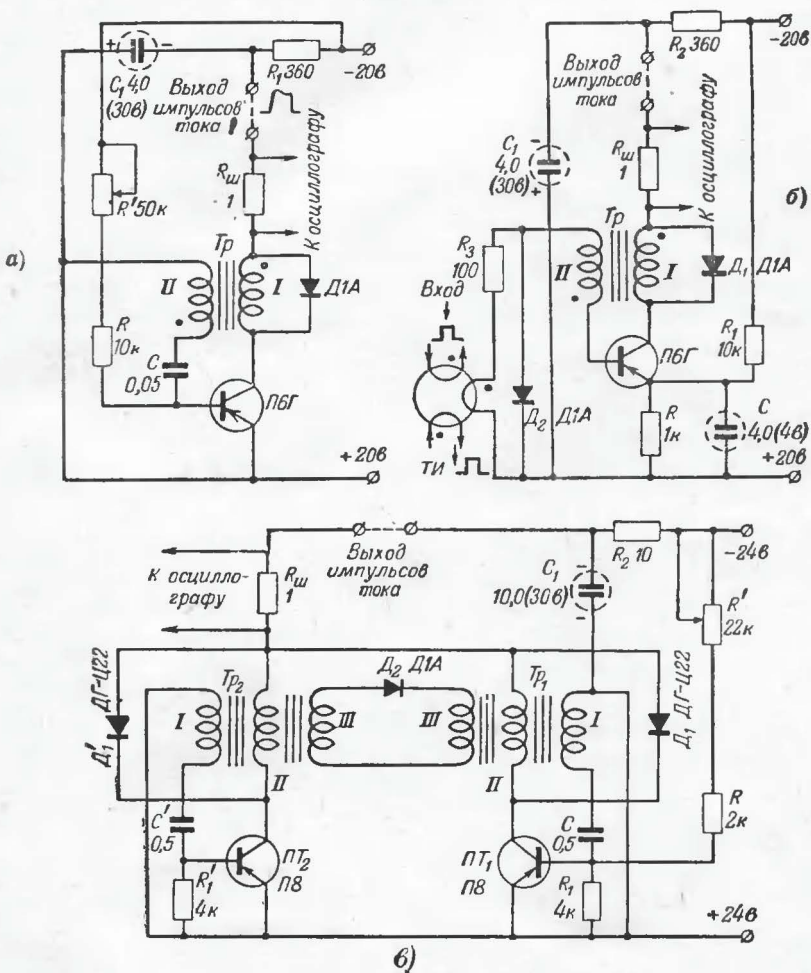 +
-
C₁ 4,0
(30в)
R₁ 360
-20в
Выход
импульсов
тока
Rш
1
К осциллографу
R' 50к
а)
Тр
II
I
Д1А
R
10к
C
0,05
П6Г
+20в
R₂ 360
-20в
Выход
импульсов
тока
C₁
4,0
(30в)
-
+
Rш
1
К осциллографу
б)
R₃
100
Тр
II
I
Д₁ Д1А
Вход
П6Г
R₁
10к
Д₂ Д1А
R
1к
C
4,0(4в)
ТИ
+20в
Выход
импульсов
тока
R₂ 10
-24в
К осцилло-
графу
Rш
1
C₁
10,0(30в)
-
-
R'
22к
Д₂ Д1А
ДГ-Ц22
Д₁'
Тр₂
I
II
III
III
Тр₁
I
II
Д₁ ДГ-Ц22
C'
0,5
ПТ₂
П8
R₁'
4к
ПТ₁
П8
C
0,5
R
2к
R₁
4к
+24в
в)